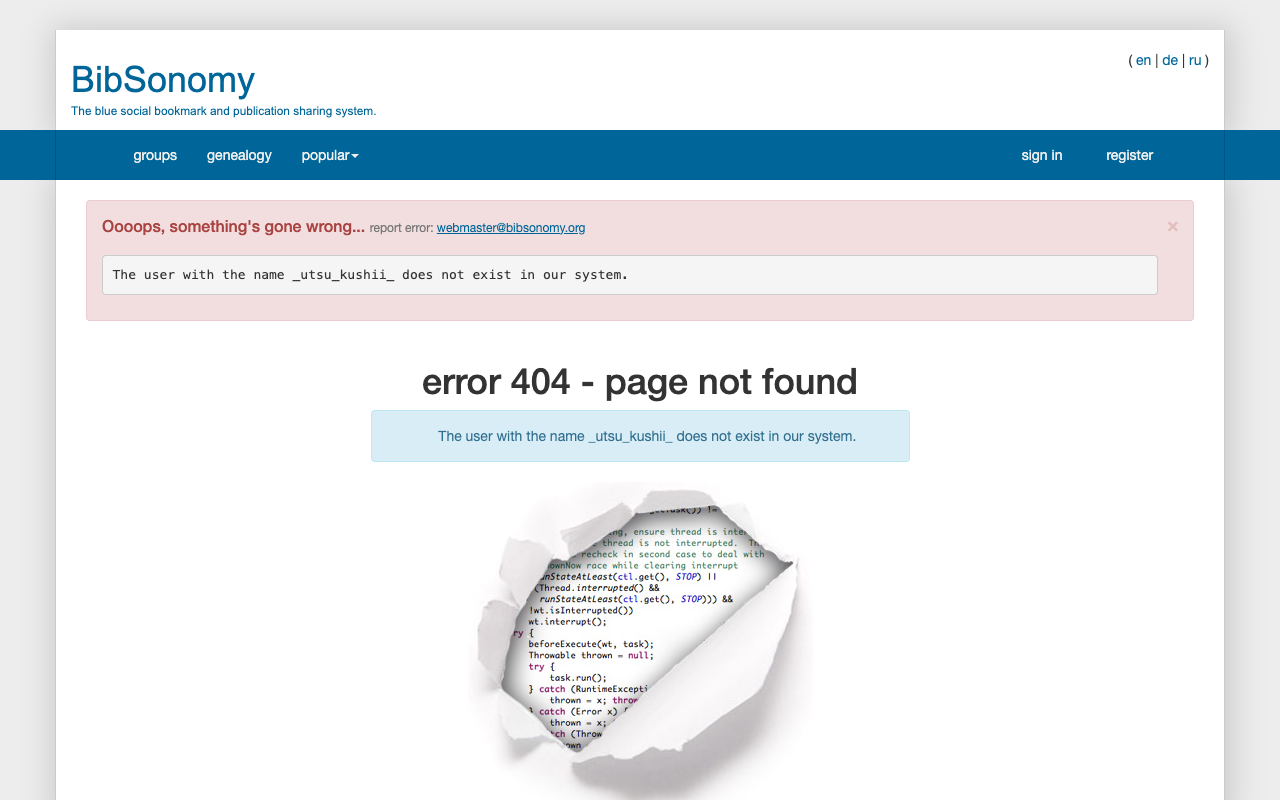 BibSonomy
The blue social bookmark and publication sharing system.
( en | de | ru )
groups genealogy popular sign in register
Oooops, something's gone wrong... report error: webmaster@bibsonomy.org ×
The user with the name _utsu_kushii_ does not exist in our system.
error 404 - page not found
The user with the name _utsu_kushii_ does not exist in our system.
ensure thread is
thread is not interrupted.
recheck in second case to deal with
race while clearing interrupt
runStateAtLeast(ctl.get(), STOP) ||
(Thread.interrupted() &&
runStateAtLeast(ctl.get(), STOP))) &&
!wt.isInterrupted())
wt.interrupt();
{
beforeExecute(wt, task);
Throwable thrown = null;
try {
task.run();
} catch
thrown = x;
} catch (Error x)
thrown = x;